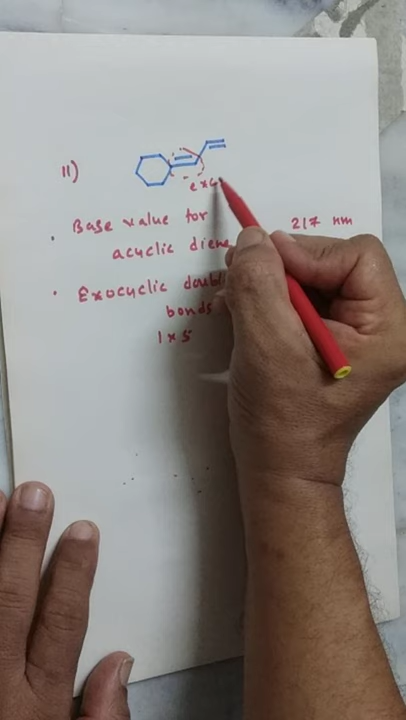 11)
exo
• Base value for 217 nm
acyclic diene
• Exocyclic double
bonds
1 x 5